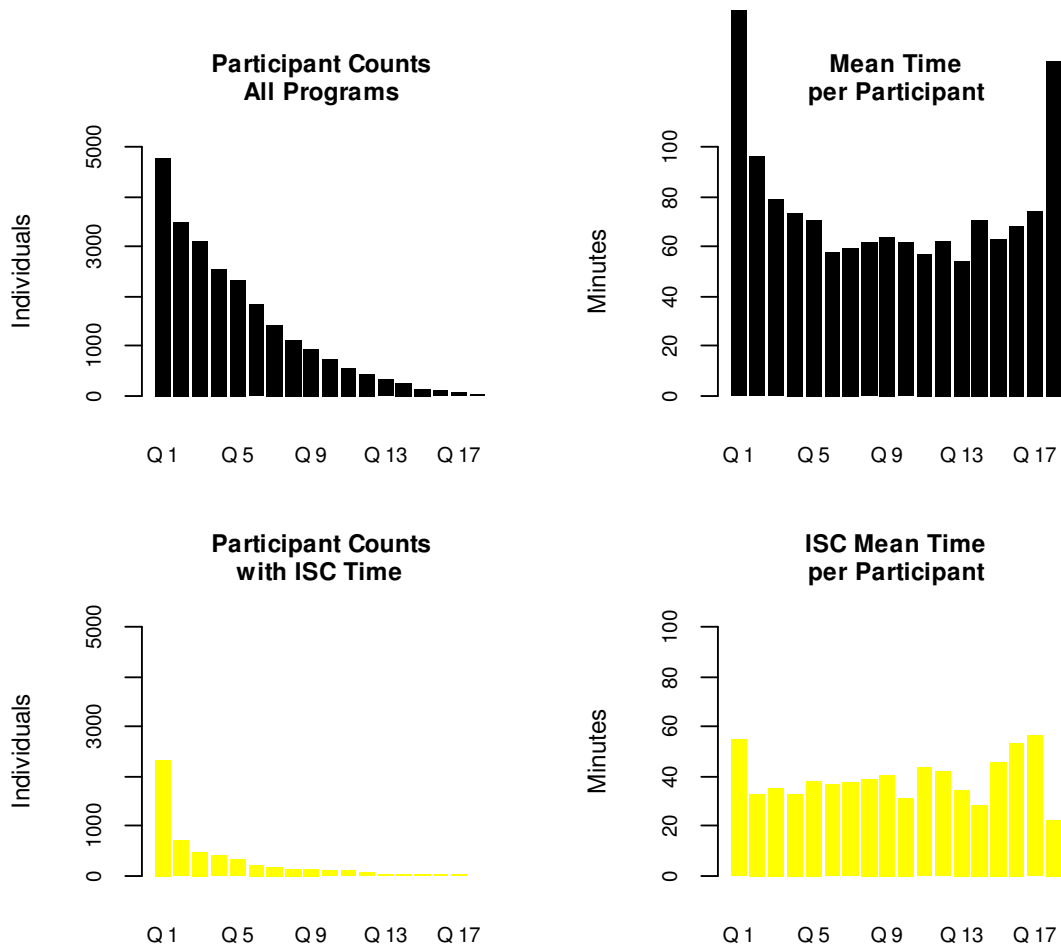 Participant Counts
All Programs
Individuals
5000
3000
1000
0
Q 1 Q 5 Q 9 Q 13 Q 17
Mean Time
per Participant
Minutes
100
80
60
40
20
0
Q 1 Q 5 Q 9 Q 13 Q 17
Participant Counts
with ISC Time
Individuals
5000
3000
1000
0
Q 1 Q 5 Q 9 Q 13 Q 17
ISC Mean Time
per Participant
Minutes
100
80
60
40
20
0
Q 1 Q 5 Q 9 Q 13 Q 17